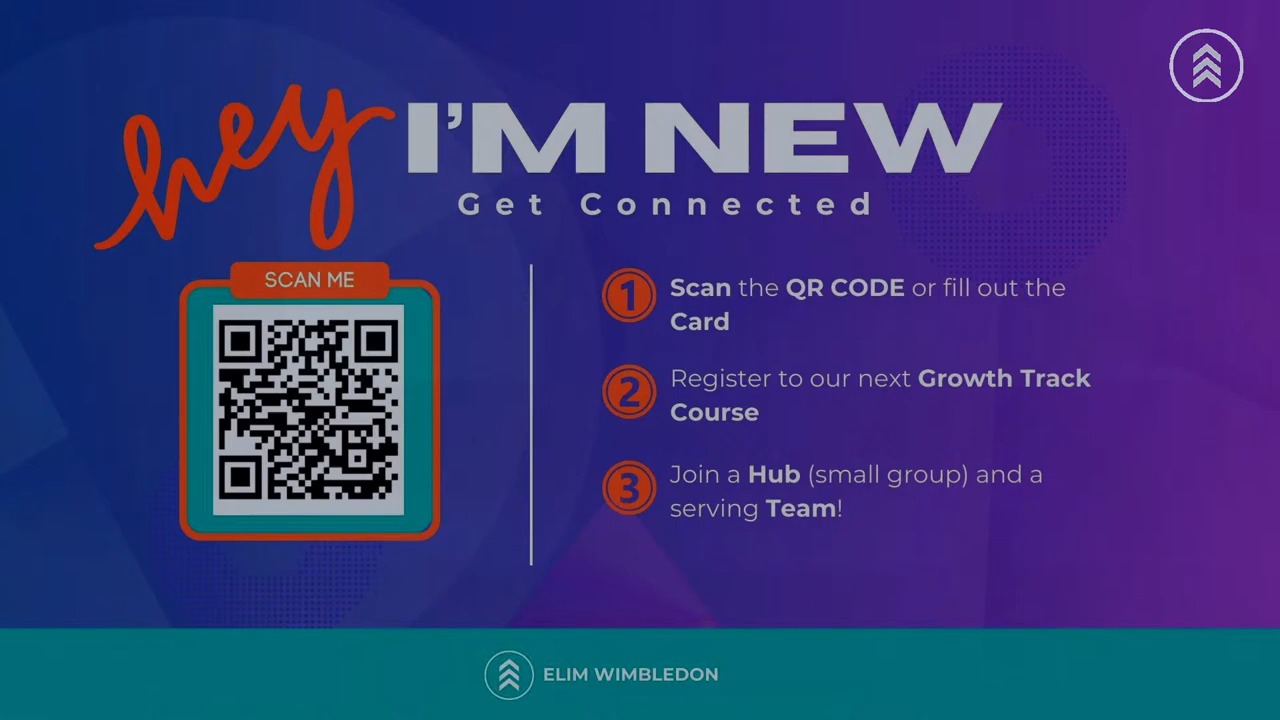 hey I'M NEW
Get Connected
SCAN ME
1 Scan the QR CODE or fill out the
Card
2 Register to our next Growth Track
Course
3 Join a Hub (small group) and a
serving Team!
ELIM WIMBLEDON